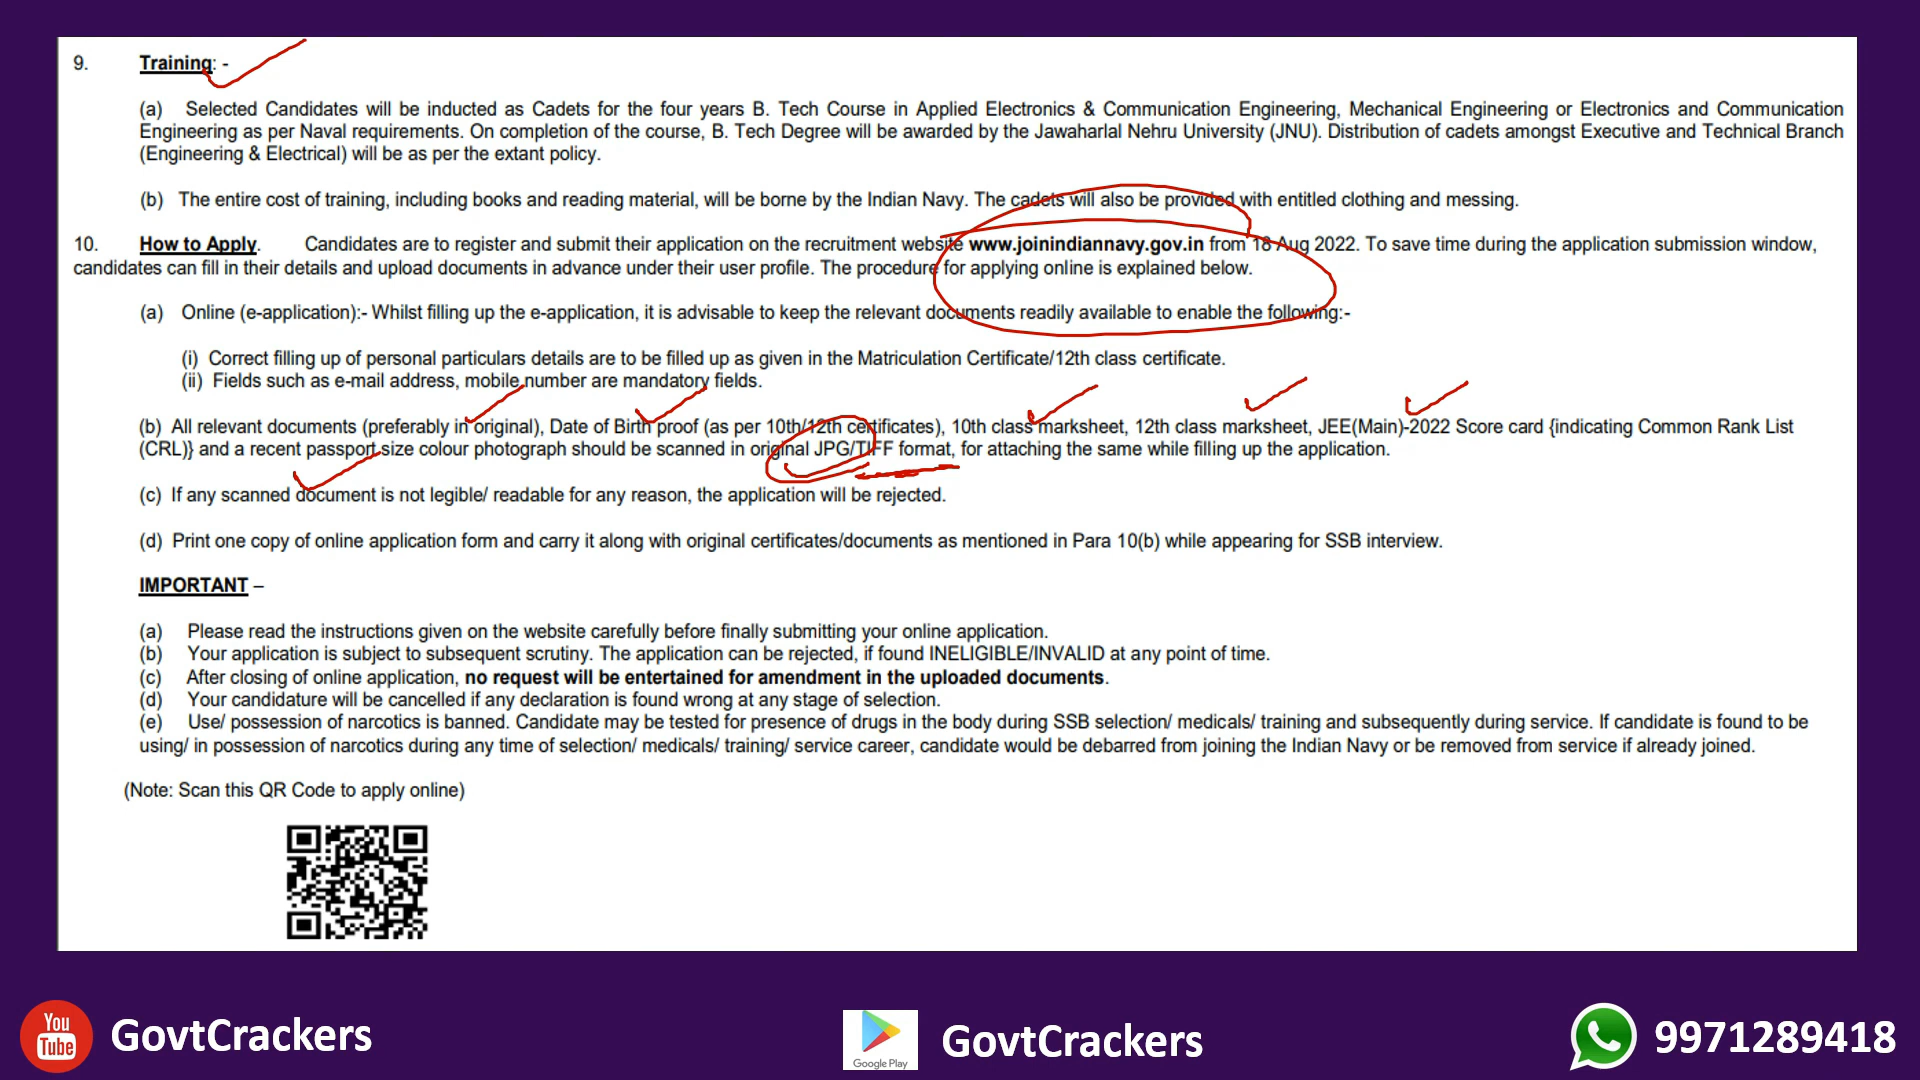 9. Training: -
(a) Selected Candidates will be inducted as Cadets for the four years B. Tech Course in Applied Electronics & Communication Engineering, Mechanical Engineering or Electronics and Communication
Engineering as per Naval requirements. On completion of the course, B. Tech Degree will be awarded by the Jawaharlal Nehru University (JNU). Distribution of cadets amongst Executive and Technical Branch
(Engineering & Electrical) will be as per the extant policy.
(b) The entire cost of training, including books and reading material, will be borne by the Indian Navy. The cadets will also be provided with entitled clothing and messing.
10. How to Apply. Candidates are to register and submit their application on the recruitment website www.joinindiannavy.gov.in from 18 Aug 2022. To save time during the application submission window,
candidates can fill in their details and upload documents in advance under their user profile. The procedure for applying online is explained below.
(a) Online (e-application):- Whilst filling up the e-application, it is advisable to keep the relevant documents readily available to enable the following:-
(i) Correct filling up of personal particulars details are to be filled up as given in the Matriculation Certificate/12th class certificate.
(ii) Fields such as e-mail address, mobile number are mandatory fields.
(b) All relevant documents (preferably in original), Date of Birth proof (as per 10th/12th certificates), 10th class marksheet, 12th class marksheet, JEE(Main)-2022 Score card {indicating Common Rank List
(CRL)} and a recent passport size colour photograph should be scanned in original JPG/TIFF format, for attaching the same while filling up the application.
(c) If any scanned document is not legible/ readable for any reason, the application will be rejected.
(d) Print one copy of online application form and carry it along with original certificates/documents as mentioned in Para 10(b) while appearing for SSB interview.
IMPORTANT –
(a) Please read the instructions given on the website carefully before finally submitting your online application.
(b) Your application is subject to subsequent scrutiny. The application can be rejected, if found INELIGIBLE/INVALID at any point of time.
(c) After closing of online application, no request will be entertained for amendment in the uploaded documents.
(d) Your candidature will be cancelled if any declaration is found wrong at any stage of selection.
(e) Use/ possession of narcotics is banned. Candidate may be tested for presence of drugs in the body during SSB selection/ medicals/ training and subsequently during service. If candidate is found to be
using/ in possession of narcotics during any time of selection/ medicals/ training/ service career, candidate would be debarred from joining the Indian Navy or be removed from service if already joined.
(Note: Scan this QR Code to apply online)
You
Tube
GovtCrackers
Google Play
GovtCrackers
9971289418